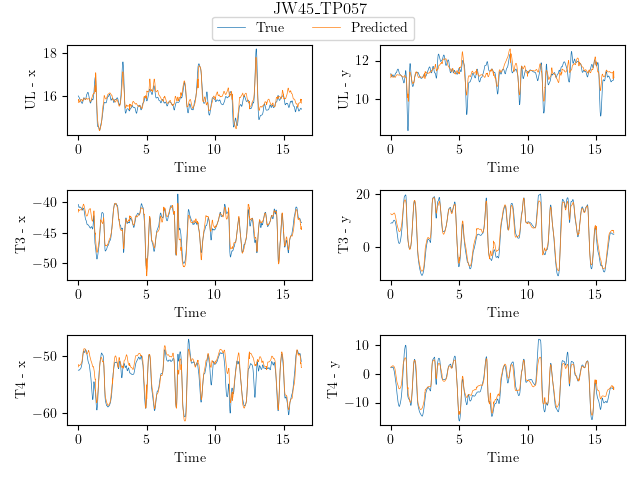 JW45_TP057
True Predicted
18
16
UL - x
0 5 10 15
Time
12
10
UL - y
0 5 10 15
Time
−40
−45
−50
T3 - x
0 5 10 15
Time
20
0
T3 - y
0 5 10 15
Time
−50
−60
T4 - x
0 5 10 15
Time
10
0
−10
T4 - y
0 5 10 15
Time